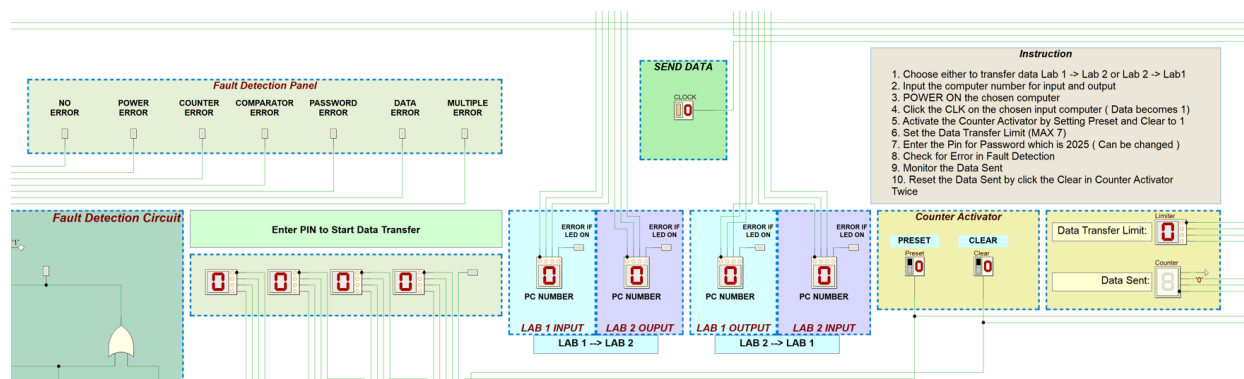 Fault Detection Panel
NO ERROR
POWER ERROR
COUNTER ERROR
COMPARATOR ERROR
PASSWORD ERROR
DATA ERROR
MULTIPLE ERROR
SEND DATA
CLOCK
0
Instruction
1. Choose either to transfer data Lab 1 -> Lab 2 or Lab 2 -> Lab1
2. Input the computer number for input and output
3. POWER ON the chosen computer
4. Click the CLK on the chosen input computer ( Data becomes 1)
5. Activate the Counter Activator by Setting Preset and Clear to 1
6. Set the Data Transfer Limit (MAX 7)
7. Enter the Pin for Password which is 2025 ( Can be changed )
8. Check for Error in Fault Detection
9. Monitor the Data Sent
10. Reset the Data Sent by click the Clear in Counter Activator
Twice
Fault Detection Circuit
'1'
Enter PIN to Start Data Transfer
0 0 0 0
ERROR IF
LED ON
0
PC NUMBER
LAB 1 INPUT
ERROR IF
LED ON
0
PC NUMBER
LAB 2 OUPUT
LAB 1 --> LAB 2
ERROR IF
LED ON
0
PC NUMBER
LAB 1 OUTPUT
ERROR IF
LED ON
0
PC NUMBER
LAB 2 INPUT
LAB 2 --> LAB 1
Counter Activator
PRESET
Preset
0
CLEAR
Clear
0
Limiter
Data Transfer Limit: 0
Counter
Data Sent: 8
'0'